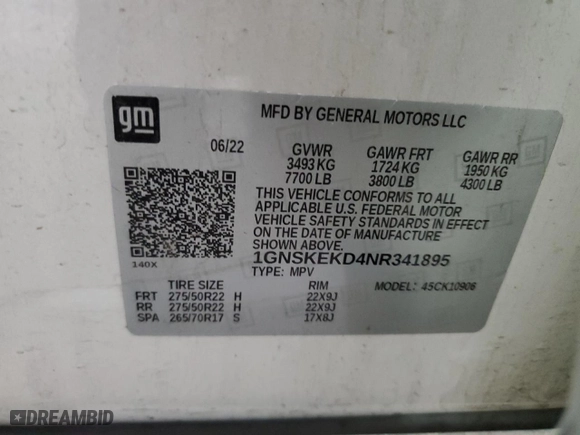 gm
MFD BY GENERAL MOTORS LLC
06/22
GVWR GAWR FRT GAWR RR
3493 KG 1724 KG 1950 KG
7700 LB 3800 LB 4300 LB
THIS VEHICLE CONFORMS TO ALL
APPLICABLE U.S. FEDERAL MOTOR
VEHICLE SAFETY STANDARDS IN EFFECT
ON THE DATE OF MANUFACTURE
SHOWN ABOVE.
140X
1GNSKEKD4NR341895
TYPE: MPV MODEL: 4SCK10906
TIRE SIZE RIM
FRT 275/50R22 H 22X9J
RR 275/50R22 H 22X9J
SPA 265/70R17 S 17X8J
DREAMBID